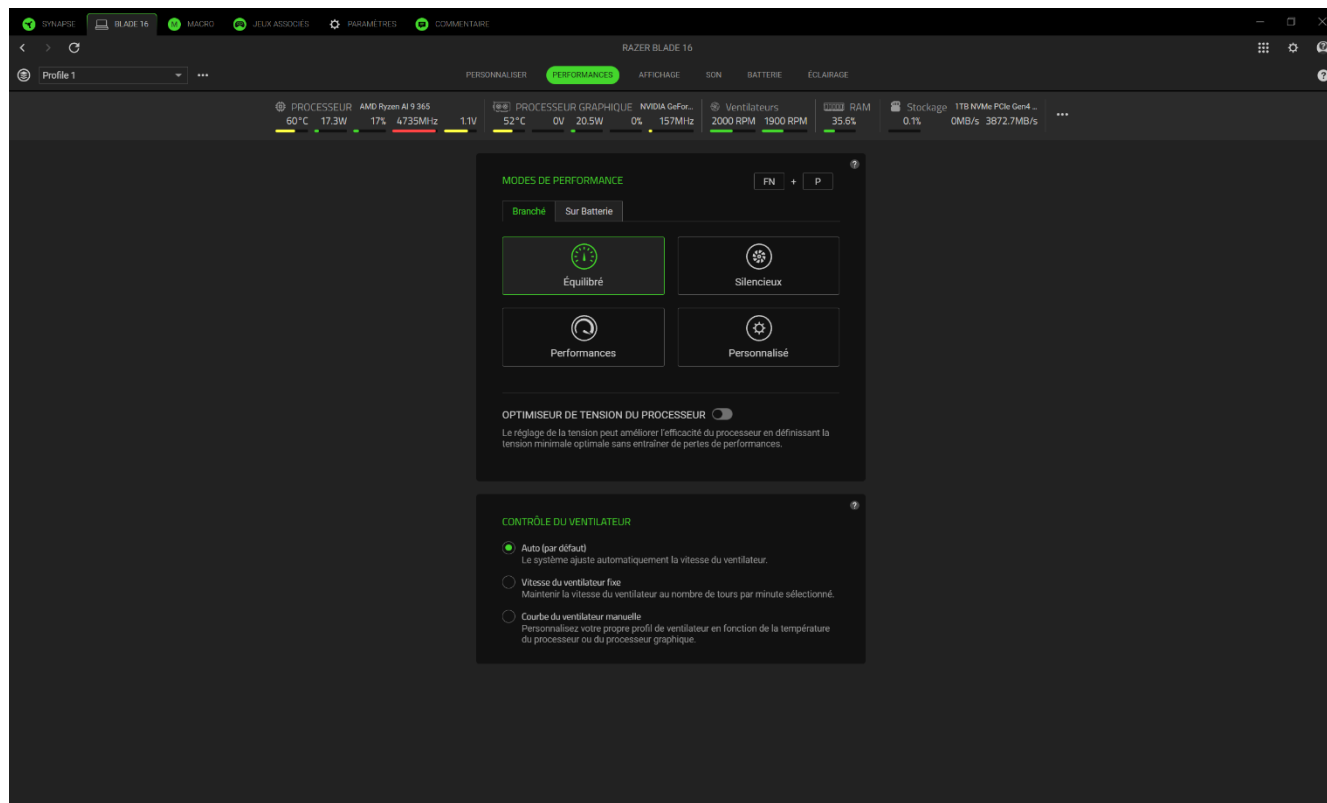 SYNAPSE BLADE 16 MACRO JEUX ASSOCIÉS PARAMÈTRES COMMENTAIRE
RAZER BLADE 16
Profile 1 PERSONNALISER PERFORMANCES AFFICHAGE SON BATTERIE ÉCLAIRAGE
PROCESSEUR AMD Ryzen AI 9 365 PROCESSEUR GRAPHIQUE NVIDIA GeFor... Ventilateurs RAM Stockage 1TB NVMe PCIe Gen4 ...
60°C 17.3W 17% 4735MHz 1.1V 52°C 0V 20.5W 0% 157MHz 2000 RPM 1900 RPM 35.6% 0.1% 0MB/s 3872.7MB/s
MODES DE PERFORMANCE FN + P
Branché Sur Batterie
Équilibré Silencieux
Performances Personnalisé
OPTIMISEUR DE TENSION DU PROCESSEUR
Le réglage de la tension peut améliorer l'efficacité du processeur en définissant la
tension minimale optimale sans entraîner de pertes de performances.
CONTRÔLE DU VENTILATEUR
Auto (par défaut)
Le système ajuste automatiquement la vitesse du ventilateur.
Vitesse du ventilateur fixe
Maintenir la vitesse du ventilateur au nombre de tours par minute sélectionné.
Courbe du ventilateur manuelle
Personnalisez votre propre profil de ventilateur en fonction de la température
du processeur ou du processeur graphique.